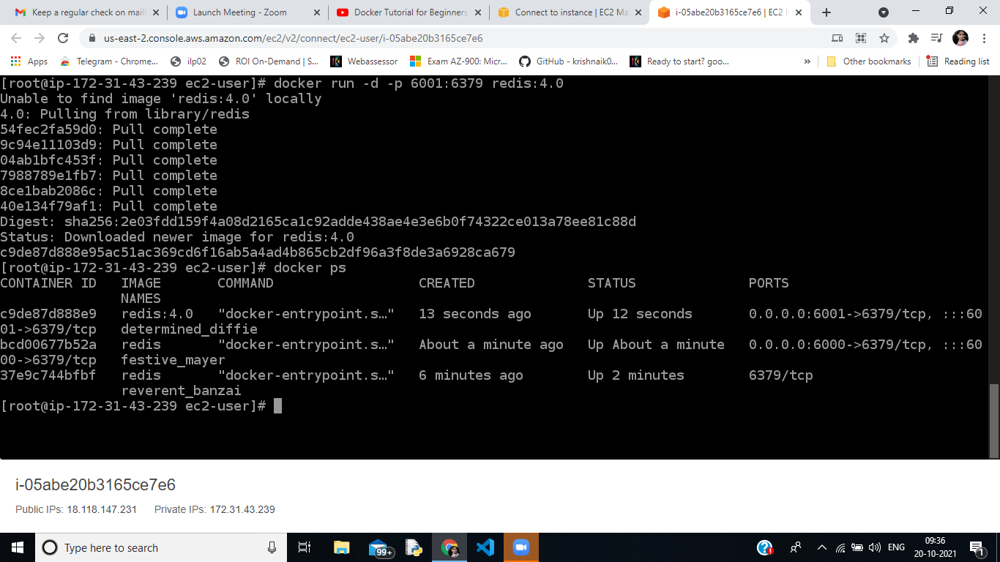 Keep a regular check on mail
Launch Meeting - Zoom
Docker Tutorial for Beginners
Connect to instance | EC2 Ma
i-05abe20b3165ce7e6 | EC2
us-east-2.console.aws.amazon.com/ec2/v2/connect/ec2-user/i-05abe20b3165ce7e6
Apps
Telegram - Chrome...
ilp02
ROI On-Demand | S...
Webassessor
Exam AZ-900: Micr...
GitHub - krishnaik0...
Ready to start? goo...
»
Other bookmarks
Reading list
[root@ip-172-31-43-239 ec2-user]# docker run -d -p 6001:6379 redis:4.0
Unable to find image 'redis:4.0' locally
4.0: Pulling from library/redis
54fec2fa59d0: Pull complete
9c94e11103d9: Pull complete
04ab1bfc453f: Pull complete
7988789e1fb7: Pull complete
8ce1bab2086c: Pull complete
40e134f79af1: Pull complete
Digest: sha256:2e03fdd159f4a08d2165ca1c92adde438ae4e3e6b0f74322ce013a78ee81c88d
Status: Downloaded newer image for redis:4.0
c9de87d888e95ac51ac369cd6f16ab5a4ad4b865cb2df96a3f8de3a6928ca679
[root@ip-172-31-43-239 ec2-user]# docker ps
CONTAINER ID   IMAGE       COMMAND                  CREATED              STATUS              PORTS
NAMES
c9de87d888e9   redis:4.0   "docker-entrypoint.s…"   13 seconds ago       Up 12 seconds       0.0.0.0:6001->6379/tcp, :::60
01->6379/tcp   determined_diffie
bcd00677b52a   redis       "docker-entrypoint.s…"   About a minute ago   Up About a minute   0.0.0.0:6000->6379/tcp, :::60
00->6379/tcp   festive_mayer
37e9c744bfbf   redis       "docker-entrypoint.s…"   6 minutes ago        Up 2 minutes        6379/tcp
reverent_banzai
[root@ip-172-31-43-239 ec2-user]#
i-05abe20b3165ce7e6
Public IPs: 18.118.147.231   Private IPs: 172.31.43.239
Type here to search
99+
ENG
09:36
20-10-2021
1